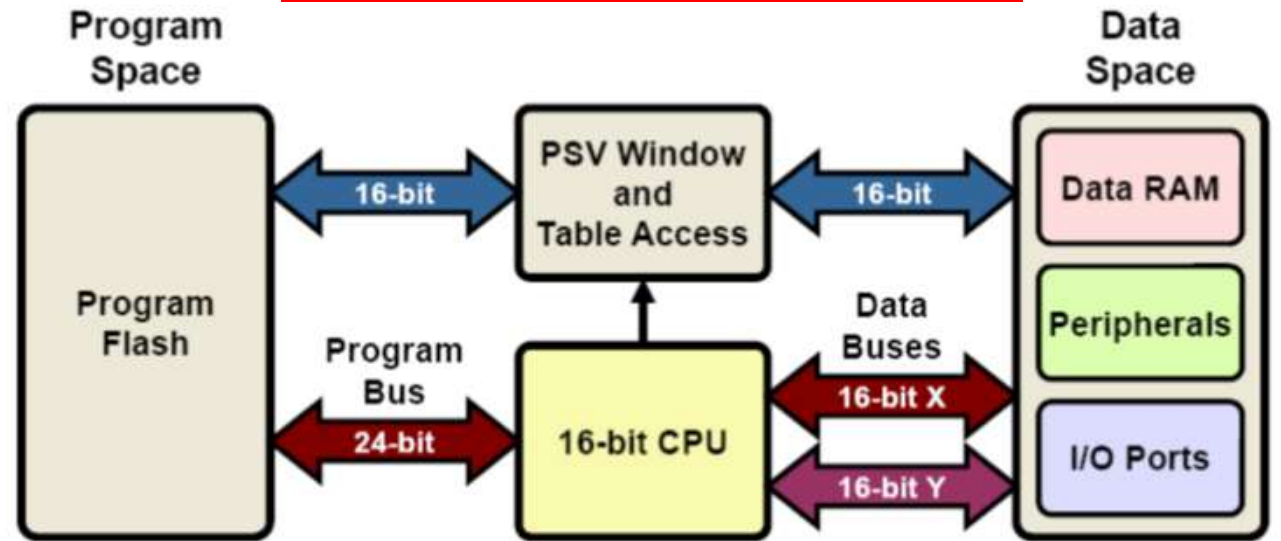 Program
Space
Data
Space
PSV Window
and
Table Access
16-bit
16-bit
Data RAM
Program
Flash
Program
Bus
24-bit
16-bit CPU
Data
Buses
16-bit X
16-bit Y
Peripherals
I/O Ports